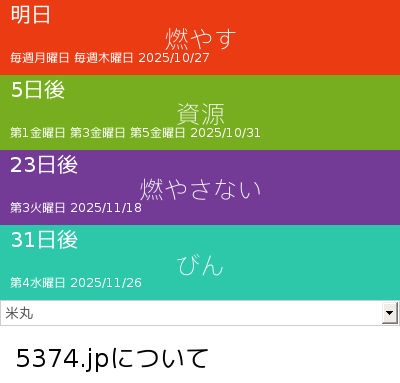 明日
燃やす
毎週月曜日 毎週木曜日 2025/10/27
5日後
資源
第1金曜日 第3金曜日 第5金曜日 2025/10/31
23日後
燃やさない
第3火曜日 2025/11/18
31日後
びん
第4水曜日 2025/11/26
米丸
5374.jpについて